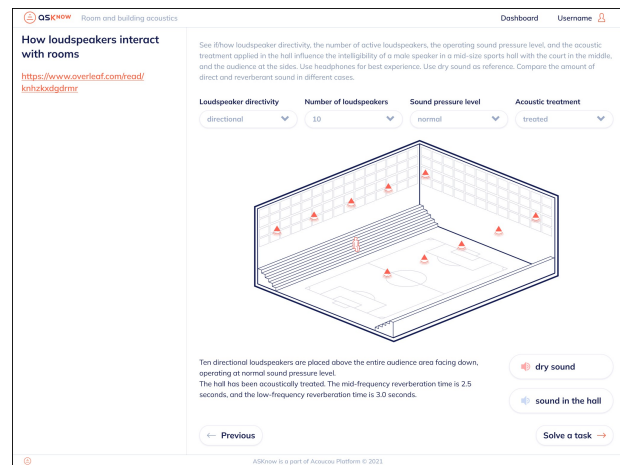 ASKNOW Room and building acoustics
Dashboard Username
How loudspeakers interact
with rooms
https://www.overleaf.com/read/
knhzkxdgdrmr
See if/how loudspeaker directivity, the number of active loudspeakers, the operating sound pressure level, and the acoustic
treatment applied in the hall influence the intelligibility of a male speaker in a mid-size sports hall with the court in the middle,
and the audience at the sides. Use headphones for best experience. Use dry sound as reference. Compare the amount of
direct and reverberant sound in different cases.
Loudspeaker directivity Number of loudspeakers Sound pressure level Acoustic treatment
directional 10 normal treated
Ten directional loudspeakers are placed above the entire audience area facing down,
operating at normal sound pressure level.
The hall has been acoustically treated. The mid-frequency reverberation time is 2.5
seconds, and the low-frequency reverberation time is 3.0 seconds.
dry sound
sound in the hall
← Previous
Solve a task →
ASKnow is a part of Acoucou Platform © 2021